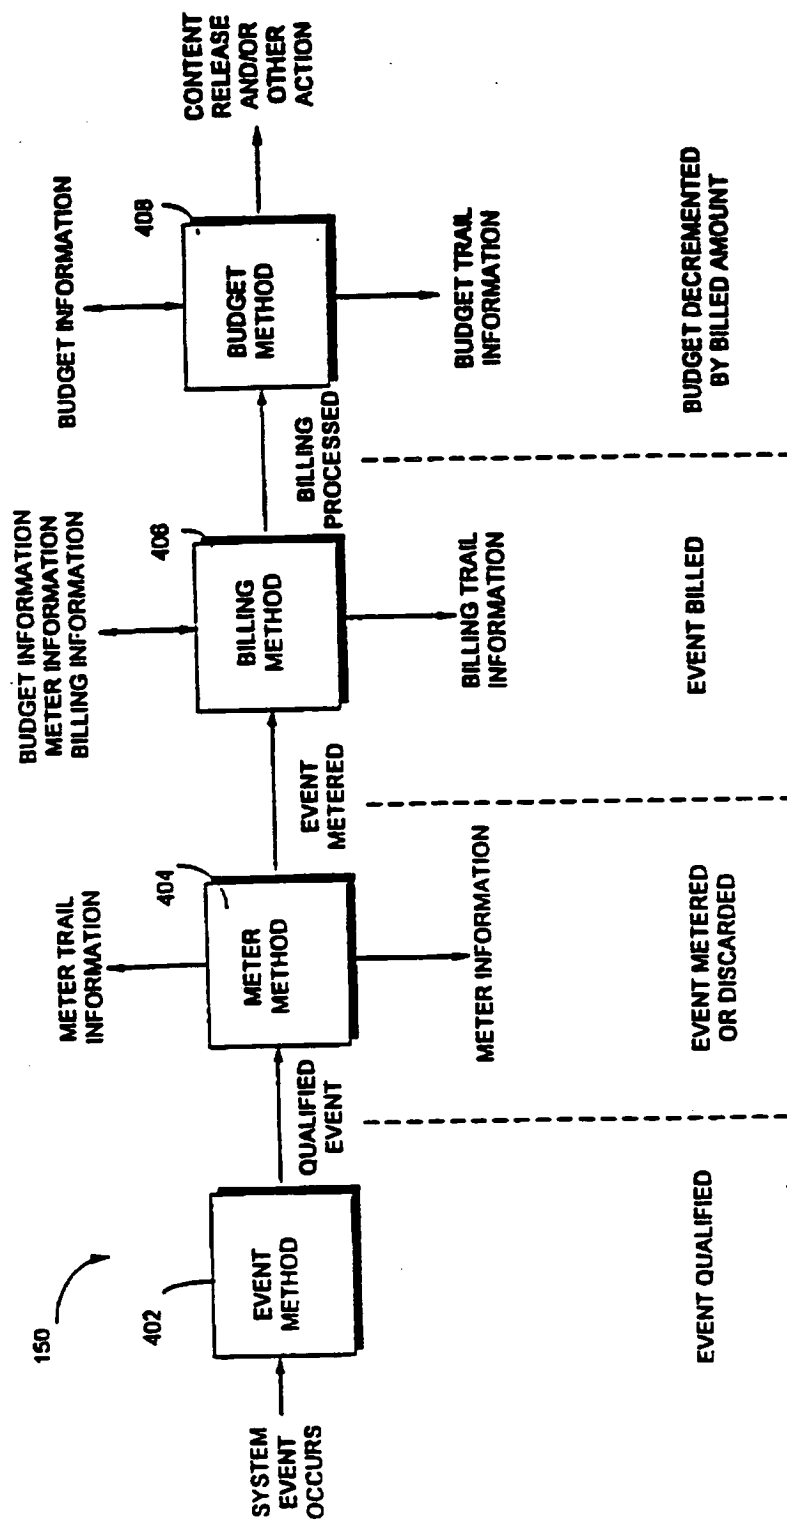 150
SYSTEM
EVENT
OCCURS
402
EVENT
METHOD
QUALIFIED
EVENT
METER TRAIL
INFORMATION
404
METER
METHOD
METER INFORMATION
EVENT
METERED
BUDGET INFORMATION
METER INFORMATION
BILLING INFORMATION
406
BILLING
METHOD
BILLING TRAIL
INFORMATION
BILLING
PROCESSED
BUDGET INFORMATION
408
BUDGET
METHOD
BUDGET TRAIL
INFORMATION
CONTENT
RELEASE
AND/OR
OTHER
ACTION
EVENT QUALIFIED
EVENT METERED
OR DISCARDED
EVENT BILLED
BUDGET DECREMENTED
BY BILLED AMOUNT